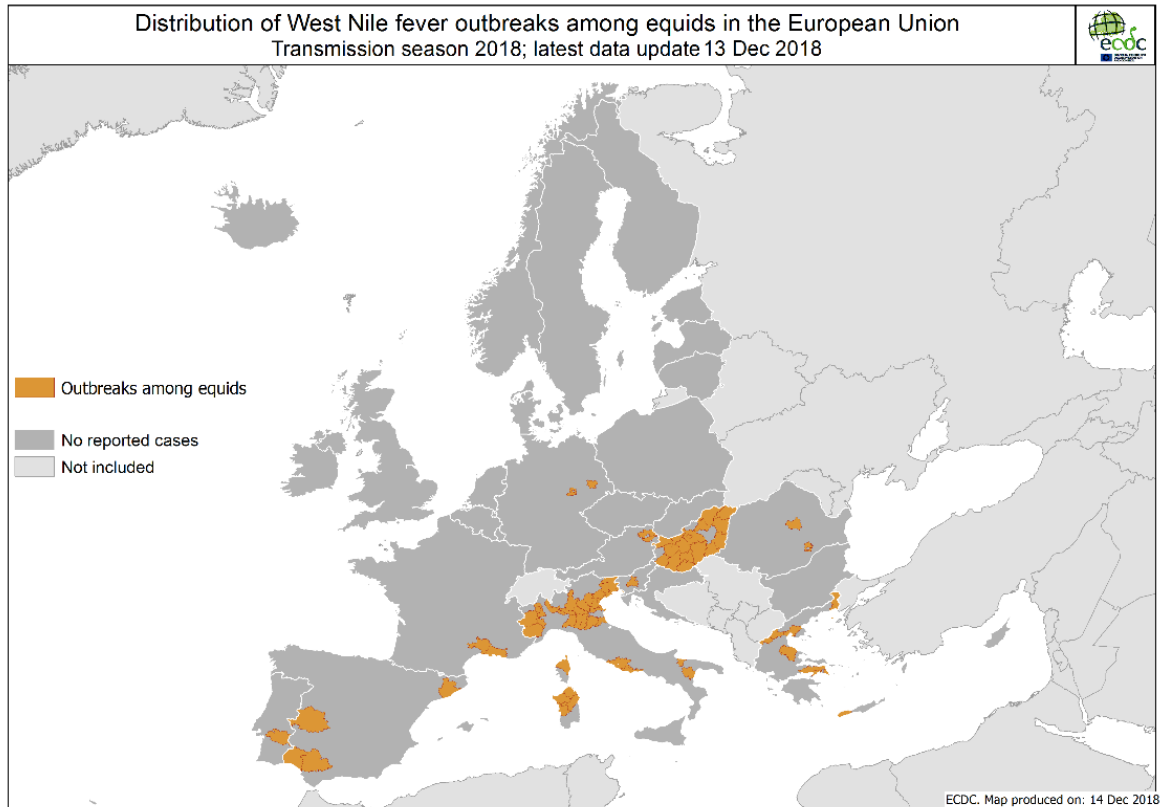 Distribution of West Nile fever outbreaks among equids in the European Union
Transmission season 2018; latest data update 13 Dec 2018
ecdc
Outbreaks among equids
No reported cases
Not included
ECDC. Map produced on: 14 Dec 2018